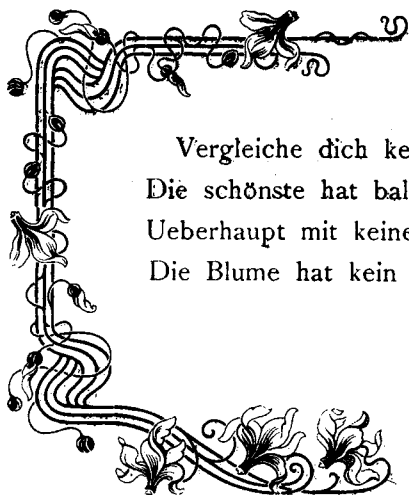 Vergleiche dich ke
Die schönste hat bal
Ueberhaupt mit keine
Die Blume hat kein